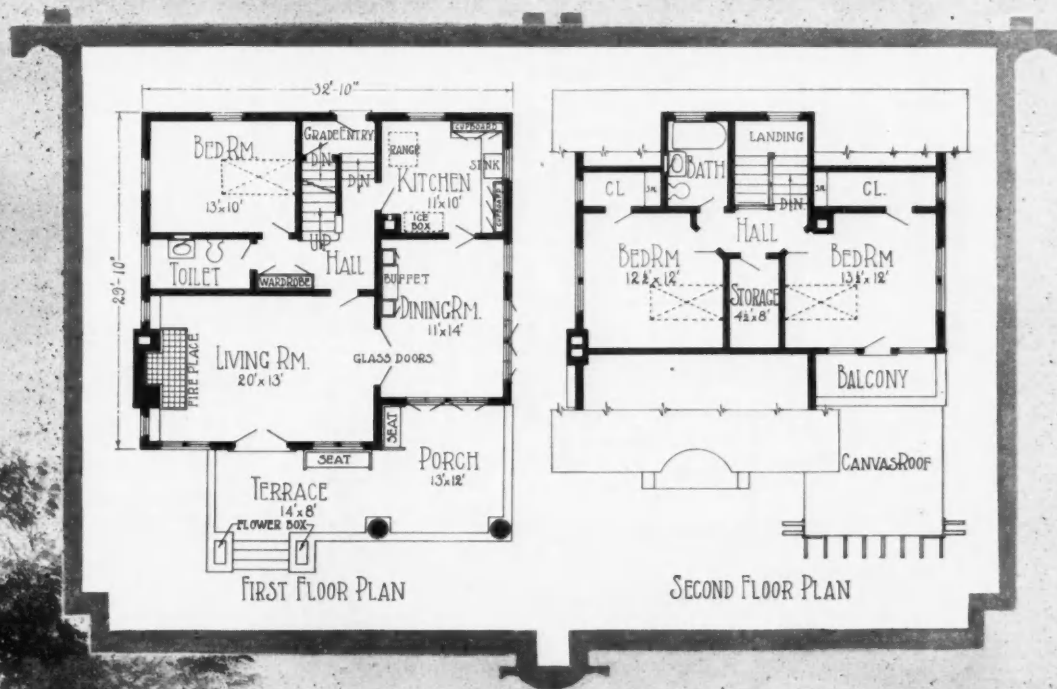 32'-10"
29'-10"
BED RM.
13'x10'
GRADE ENTRY
DN
DN
UP
RANGE
CUPBOARD
SINK
KITCHEN
11'x10'
ICE
BOX
CUPBOARD
TOILET
WARDROBE
HALL
BUFFET
DINING RM.
11'x14'
GLASS DOORS
FIRE PLACE
LIVING RM.
20'x13'
SEAT
SEAT
PORCH
13'x12'
TERRACE
14'x8'
FLOWER BOX
FIRST FLOOR PLAN
BATH
LANDING
DN
CL.
CL.
HALL
BED RM
12½'x12'
STORAGE
4½'x8'
BED RM
13½'x12'
BALCONY
CANVAS ROOF
SECOND FLOOR PLAN